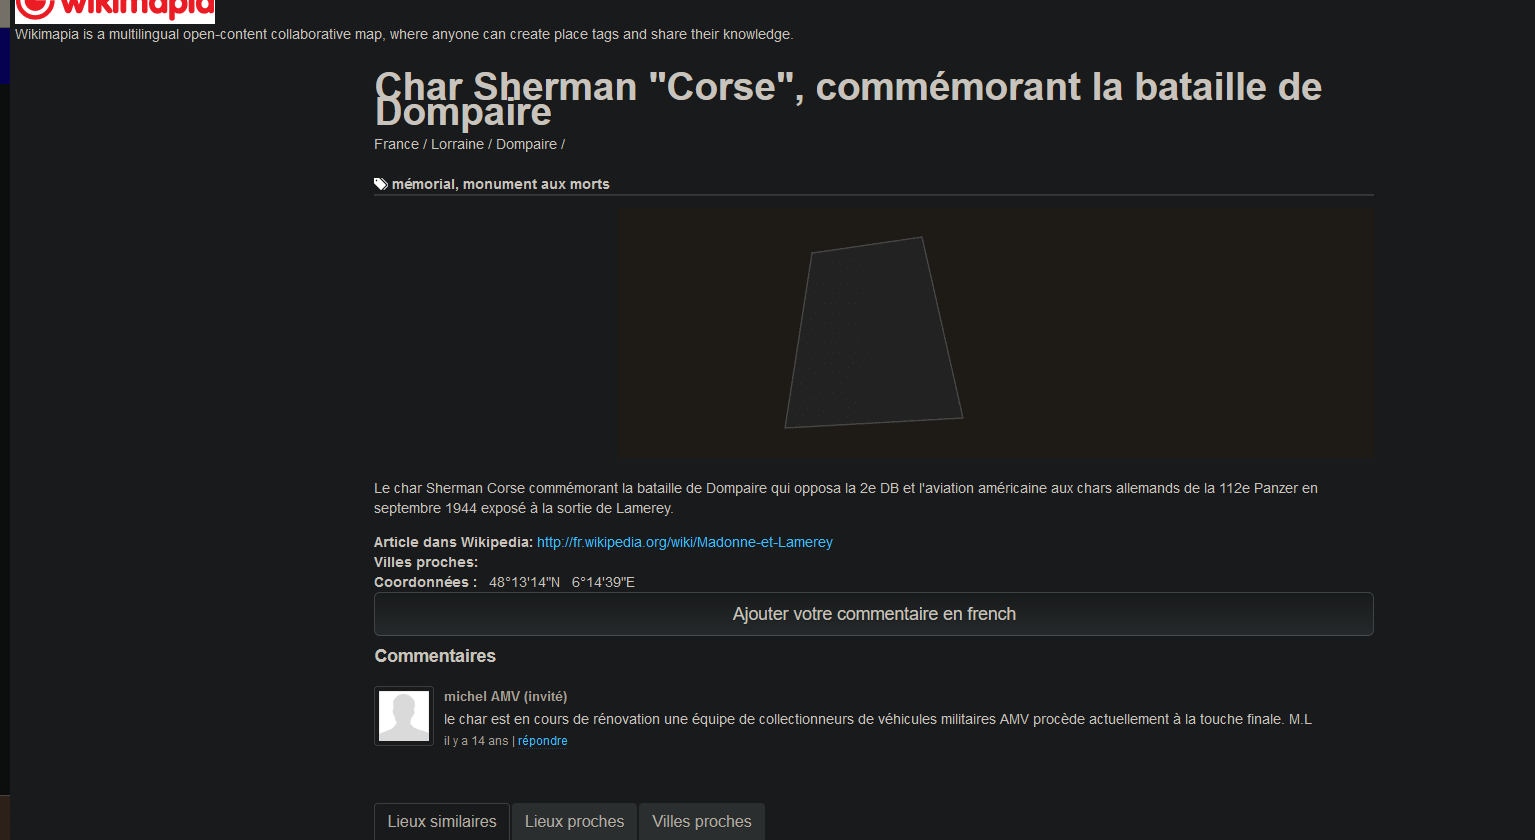 wikimapia
Wikimapia is a multilingual open-content collaborative map, where anyone can create place tags and share their knowledge.
Char Sherman "Corse", commémorant la bataille de
Dompaire
France / Lorraine / Dompaire /
mémorial, monument aux morts
Le char Sherman Corse commémorant la bataille de Dompaire qui opposa la 2e DB et l'aviation américaine aux chars allemands de la 112e Panzer en
septembre 1944 exposé à la sortie de Lamerey.
Article dans Wikipedia: http://fr.wikipedia.org/wiki/Madonne-et-Lamerey
Villes proches:
Coordonnées : 48°13'14"N 6°14'39"E
Ajouter votre commentaire en french
Commentaires
michel AMV (invité)
le char est en cours de rénovation une équipe de collectionneurs de véhicules militaires AMV procède actuellement à la touche finale. M.L
il y a 14 ans | répondre
Lieux similaires Lieux proches Villes proches